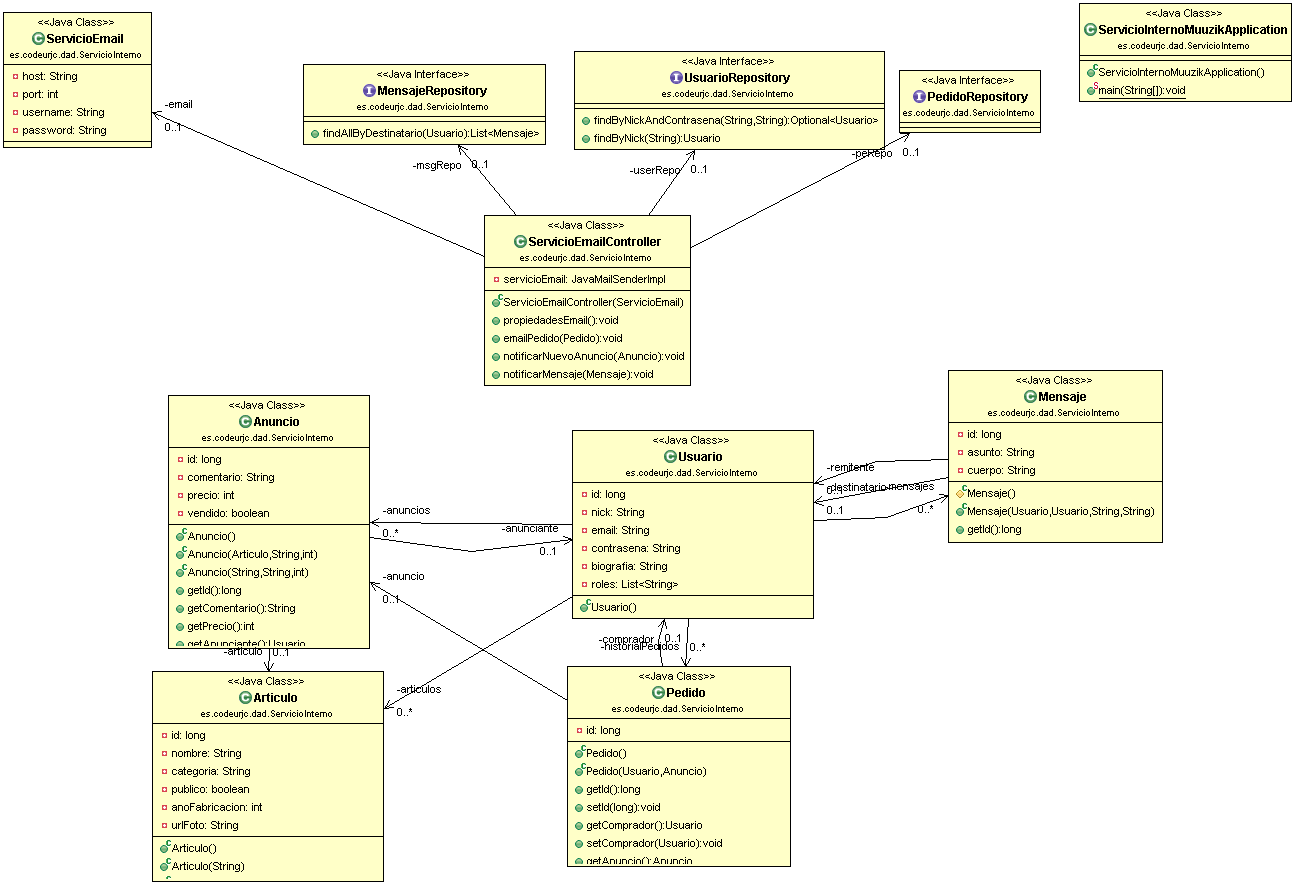 <<Java Class>>
ServicioEmail
es.codeurjc.dad.ServicioInterno
host: String
port: int
username: String
password: String
<<Java Interface>>
MensajeRepository
es.codeurjc.dad.ServicioInterno
findAllByDestinatario(Usuario):List<Mensaje>
<<Java Interface>>
UsuarioRepository
es.codeurjc.dad.ServicioInterno
findByNickAndContrasena(String,String):Optional<Usuario>
findByNick(String):Usuario
<<Java Interface>>
PedidoRepository
es.codeurjc.dad.ServicioInterno
<<Java Class>>
ServicioInternoMuuzikApplication
es.codeurjc.dad.ServicioInterno
ServicioInternoMuuzikApplication()
main(String[]):void
-email
0..1
-msgRepo
0..1
-userRepo
0..1
-peRepo
0..1
<<Java Class>>
ServicioEmailController
es.codeurjc.dad.ServicioInterno
servicioEmail: JavaMailSenderImpl
ServicioEmailController(ServicioEmail)
propiedadesEmail():void
emailPedido(Pedido):void
notificarNuevoAnuncio(Anuncio):void
notificarMensaje(Mensaje):void
<<Java Class>>
Anuncio
es.codeurjc.dad.ServicioInterno
id: long
comentario: String
precio: int
vendido: boolean
Anuncio()
Anuncio(Articulo,String,int)
Anuncio(String,String,int)
getId():long
getComentario():String
getPrecio():int
getAnunciante():Usuario
<<Java Class>>
Usuario
es.codeurjc.dad.ServicioInterno
id: long
nick: String
email: String
contrasena: String
biografia: String
roles: List<String>
Usuario()
<<Java Class>>
Mensaje
es.codeurjc.dad.ServicioInterno
id: long
asunto: String
cuerpo: String
Mensaje()
Mensaje(Usuario,Usuario,String,String)
getId():long
-remitente
0..1
-destinatario
0..1
-mensajes
0..*
-anuncios
0..*
-anunciante
0..1
-anuncio
0..1
-articulo
0..1
-articulos
0..*
-comprador
0..1
-historialPedidos
0..*
<<Java Class>>
Articulo
es.codeurjc.dad.ServicioInterno
id: long
nombre: String
categoria: String
publico: boolean
anoFabricacion: int
urlFoto: String
Articulo()
Articulo(String)
<<Java Class>>
Pedido
es.codeurjc.dad.ServicioInterno
id: long
Pedido()
Pedido(Usuario,Anuncio)
getId():long
setId(long):void
getComprador():Usuario
setComprador(Usuario):void
getAnuncio():Anuncio